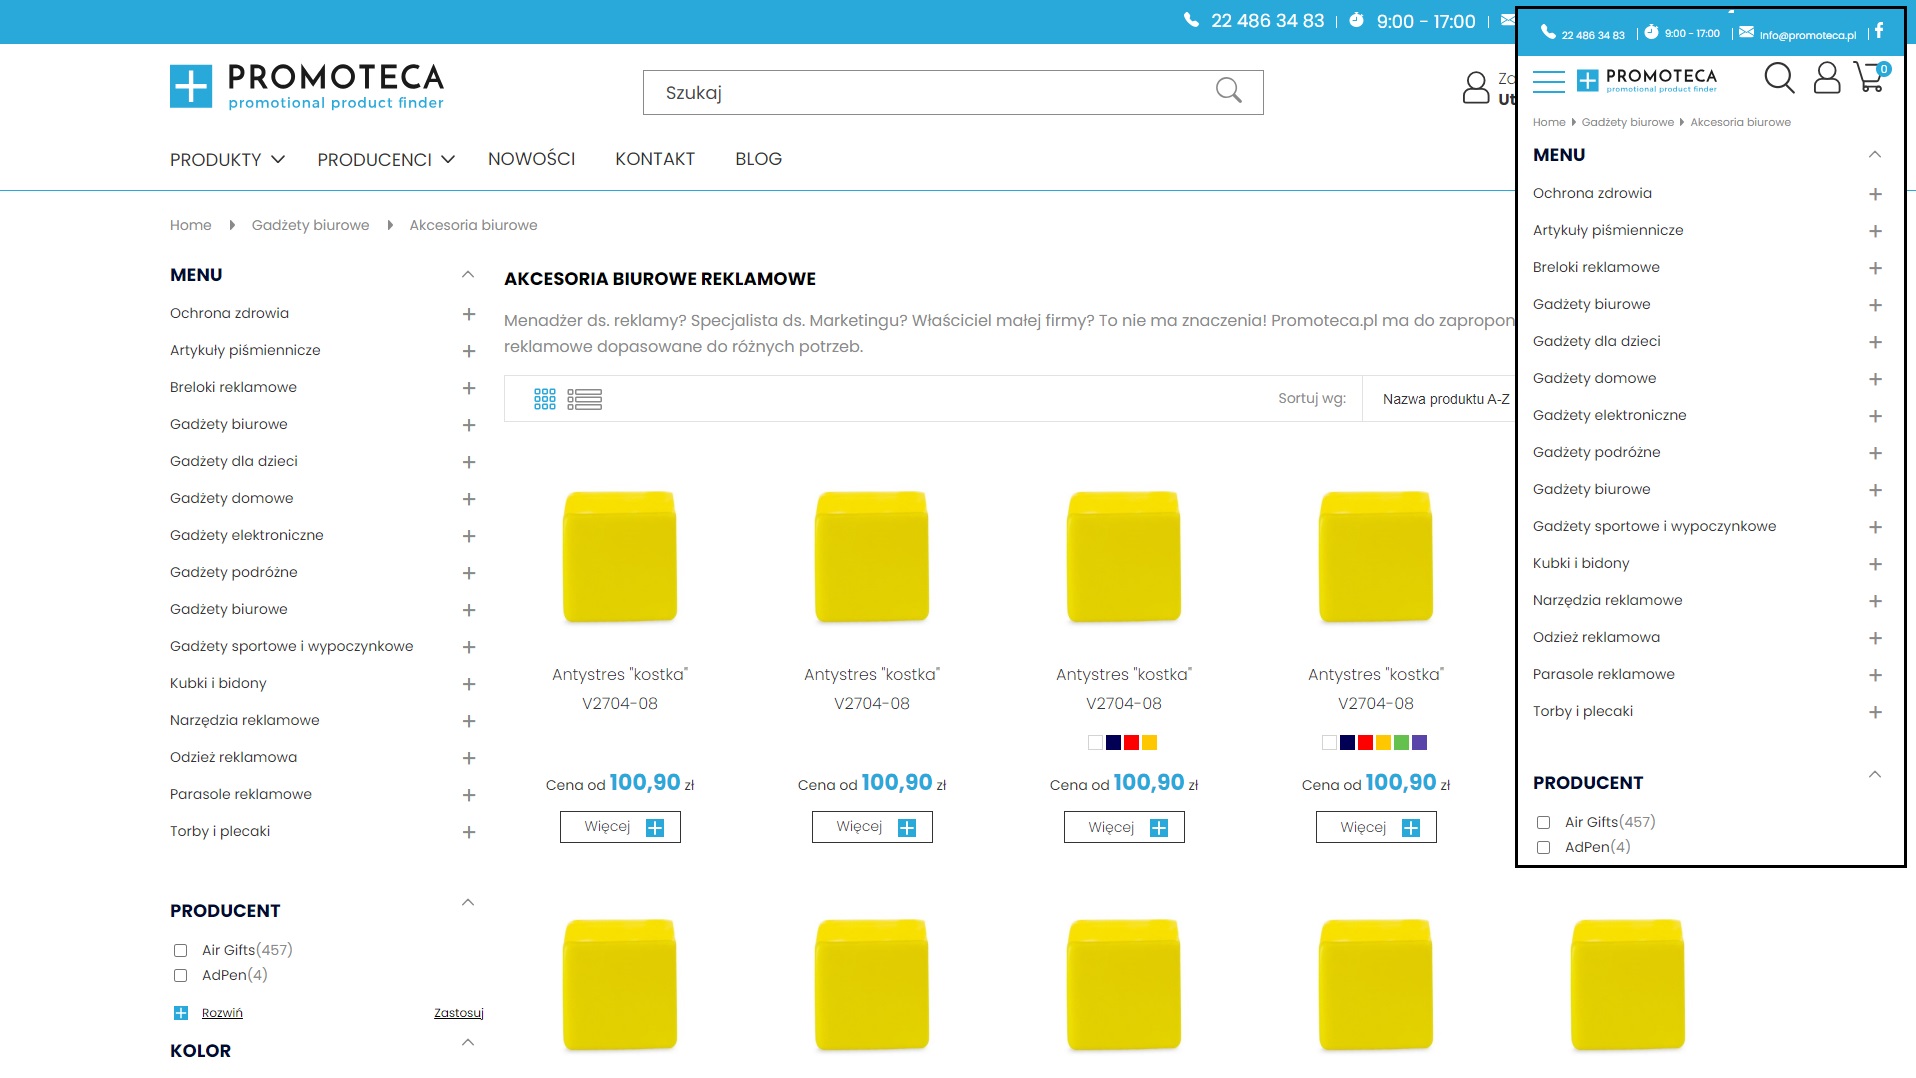 22 486 34 83
9:00 - 17:00
PROMOTECA
promotional product finder
Szukaj
Ut
PRODUKTY
PRODUCENCI
NOWOŚCI
KONTAKT
BLOG
Home Gadżety biurowe Akcesoria biurowe
MENU
Ochrona zdrowia
Artykuły piśmiennicze
Breloki reklamowe
Gadżety biurowe
Gadżety dla dzieci
Gadżety domowe
Gadżety elektroniczne
Gadżety podróżne
Gadżety biurowe
Gadżety sportowe i wypoczynkowe
Kubki i bidony
Narzędzia reklamowe
Odzież reklamowa
Parasole reklamowe
Torby i plecaki
PRODUCENT
Air Gifts(457)
AdPen(4)
Rozwiń Zastosuj
KOLOR
AKCESORIA BIUROWE REKLAMOWE
Menadżer ds. reklamy? Specjalista ds. Marketingu? Właściciel małej firmy? To nie ma znaczenia! Promoteca.pl ma do zapropon
reklamowe dopasowane do różnych potrzeb.
Sortuj wg: Nazwa produktu A-Z
Antystres "kostka"
V2704-08
Cena od 100,90 zł
Więcej
Antystres "kostka"
V2704-08
Cena od 100,90 zł
Więcej
Antystres "kostka"
V2704-08
Cena od 100,90 zł
Więcej
Antystres "kostka"
V2704-08
Cena od 100,90 zł
Więcej
22 486 34 83
9:00 - 17:00
info@promoteca.pl
PROMOTECA
promotional product finder
0
Home Gadżety biurowe Akcesoria biurowe
MENU
Ochrona zdrowia
Artykuły piśmiennicze
Breloki reklamowe
Gadżety biurowe
Gadżety dla dzieci
Gadżety domowe
Gadżety elektroniczne
Gadżety podróżne
Gadżety biurowe
Gadżety sportowe i wypoczynkowe
Kubki i bidony
Narzędzia reklamowe
Odzież reklamowa
Parasole reklamowe
Torby i plecaki
PRODUCENT
Air Gifts(457)
AdPen(4)